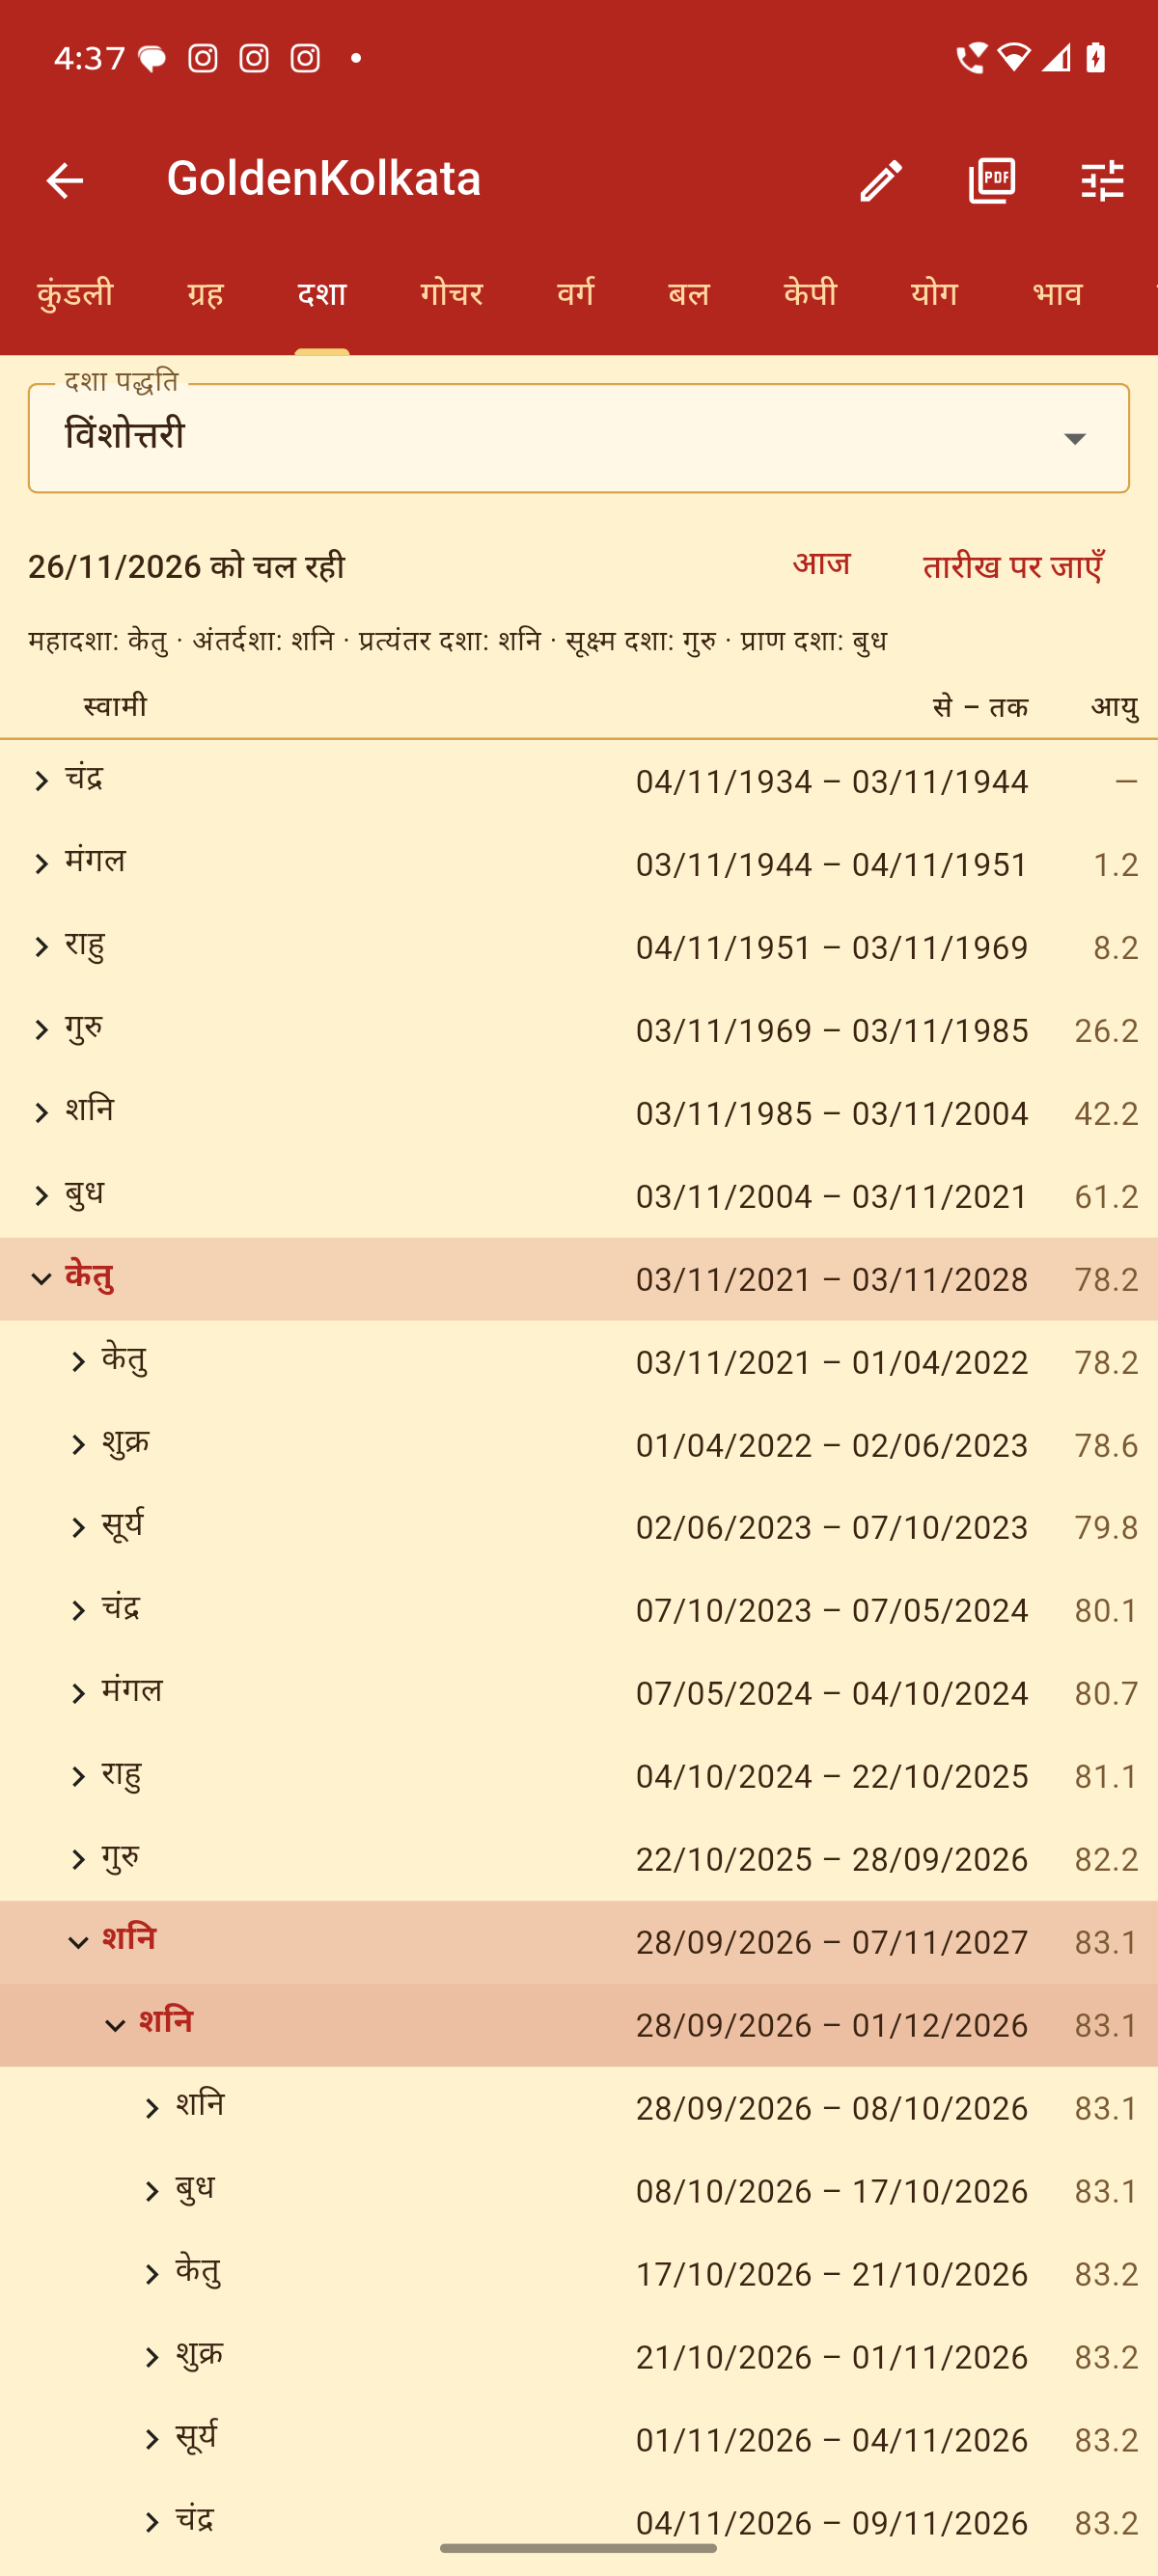 4:37
GoldenKolkata
PDF
कुंडली ग्रह दशा गोचर वर्ग बल केपी योग भाव
दशा पद्धति
विंशोत्तरी
26/11/2026 को चल रही आज तारीख पर जाएँ
महादशा: केतु · अंतर्दशा: शनि · प्रत्यंतर दशा: शनि · सूक्ष्म दशा: गुरु · प्राण दशा: बुध
स्वामी से – तक आयु
चंद्र 04/11/1934 – 03/11/1944 —
मंगल 03/11/1944 – 04/11/1951 1.2
राहु 04/11/1951 – 03/11/1969 8.2
गुरु 03/11/1969 – 03/11/1985 26.2
शनि 03/11/1985 – 03/11/2004 42.2
बुध 03/11/2004 – 03/11/2021 61.2
केतु 03/11/2021 – 03/11/2028 78.2
केतु 03/11/2021 – 01/04/2022 78.2
शुक्र 01/04/2022 – 02/06/2023 78.6
सूर्य 02/06/2023 – 07/10/2023 79.8
चंद्र 07/10/2023 – 07/05/2024 80.1
मंगल 07/05/2024 – 04/10/2024 80.7
राहु 04/10/2024 – 22/10/2025 81.1
गुरु 22/10/2025 – 28/09/2026 82.2
शनि 28/09/2026 – 07/11/2027 83.1
शनि 28/09/2026 – 01/12/2026 83.1
शनि 28/09/2026 – 08/10/2026 83.1
बुध 08/10/2026 – 17/10/2026 83.1
केतु 17/10/2026 – 21/10/2026 83.2
शुक्र 21/10/2026 – 01/11/2026 83.2
सूर्य 01/11/2026 – 04/11/2026 83.2
चंद्र 04/11/2026 – 09/11/2026 83.2